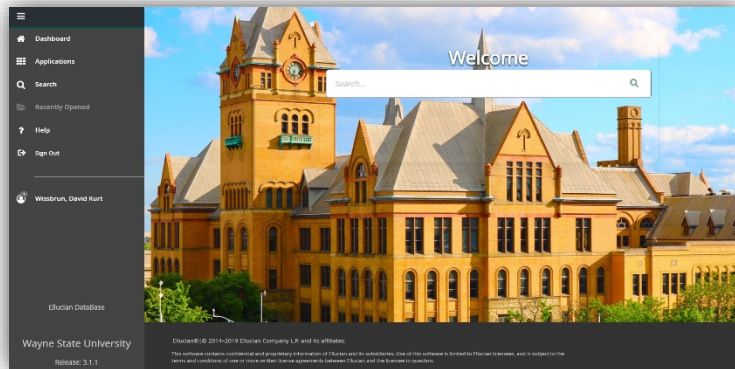 Dashboard
Applications
Search
Recently Opened
? Help
Sign Out
Wissbrun, David Kurt
Ellucian DataBase
Wayne State University
Release: 3.1.1
Welcome
Search...
Ellucian®|© 2014-2019 Ellucian Company L.P. and its affiliates.
This software contains confidential and proprietary information of Ellucian and its subsidiaries. Use of this software is limited to Ellucian licensees, and is subject to the
terms and conditions of one or more written license agreements between Ellucian and the licensee in question.